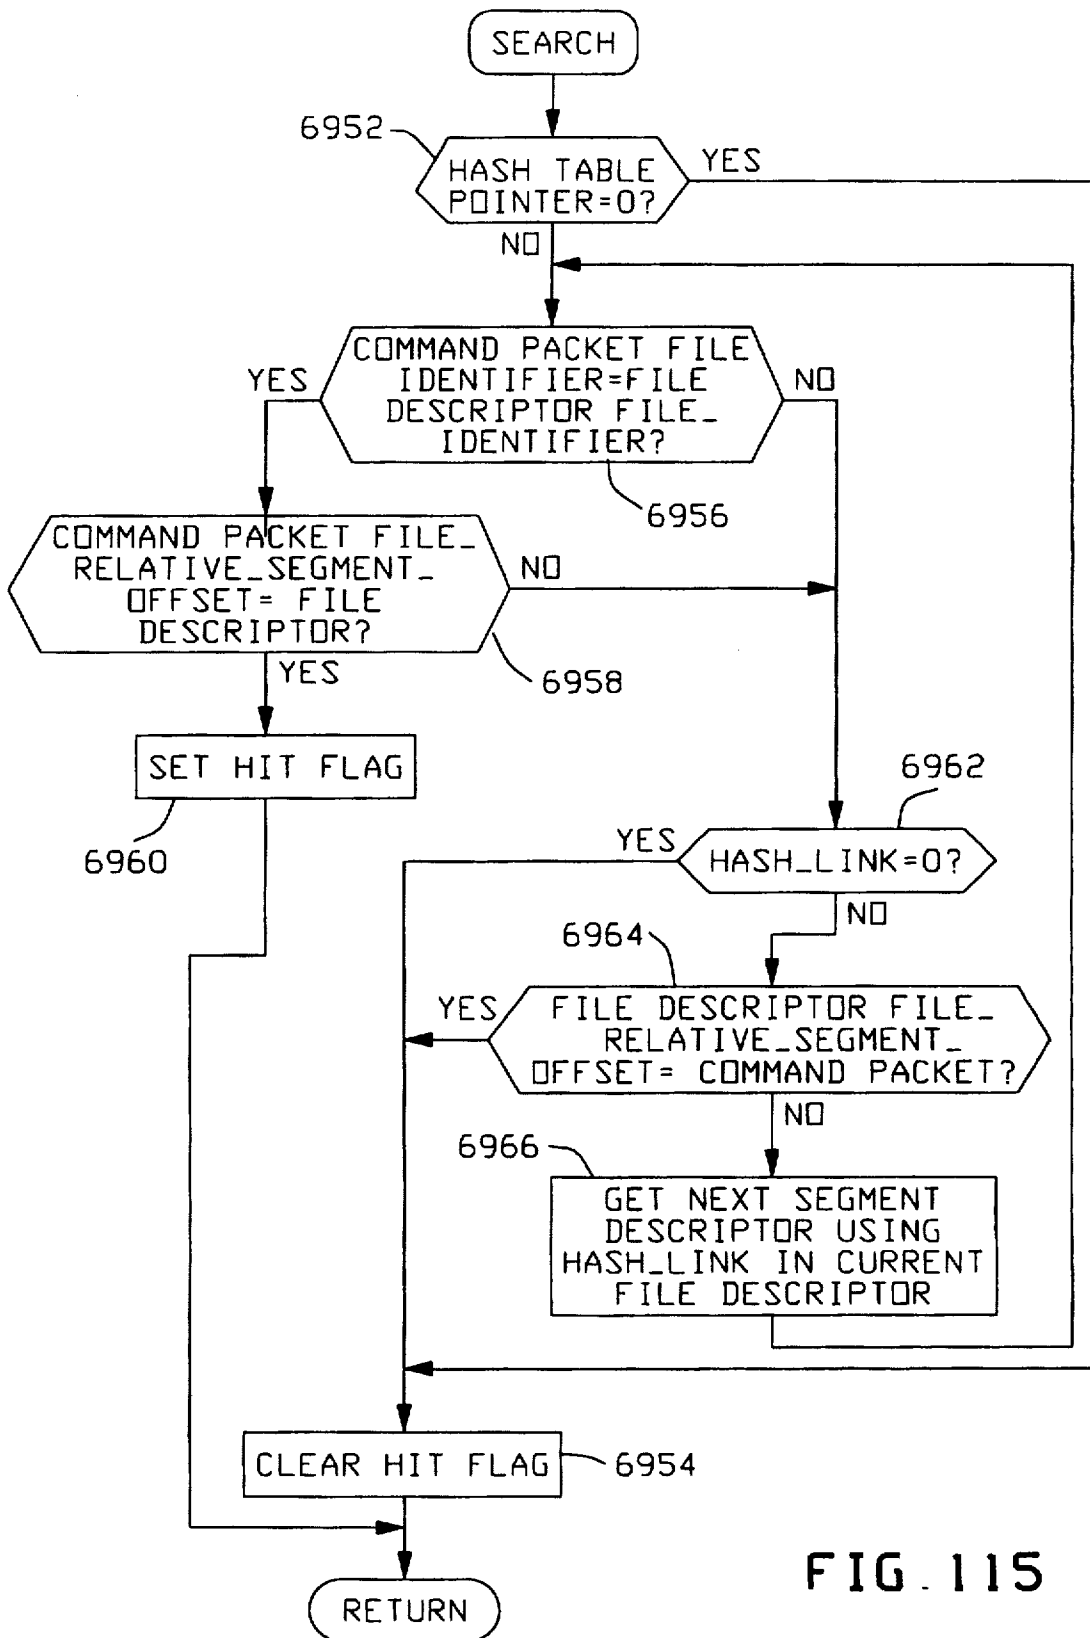 SEARCH
6952
HASH TABLE
POINTER=0?
YES
NO
COMMAND PACKET FILE
IDENTIFIER=FILE
DESCRIPTOR FILE_
IDENTIFIER?
YES
NO
6956
COMMAND PACKET FILE_
RELATIVE_SEGMENT_
OFFSET= FILE
DESCRIPTOR?
NO
YES
6958
SET HIT FLAG
6960
6962
YES
HASH_LINK=0?
NO
6964
YES
FILE DESCRIPTOR FILE_
RELATIVE_SEGMENT_
OFFSET= COMMAND PACKET?
NO
6966
GET NEXT SEGMENT
DESCRIPTOR USING
HASH_LINK IN CURRENT
FILE DESCRIPTOR
CLEAR HIT FLAG
6954
RETURN
FIG. 115